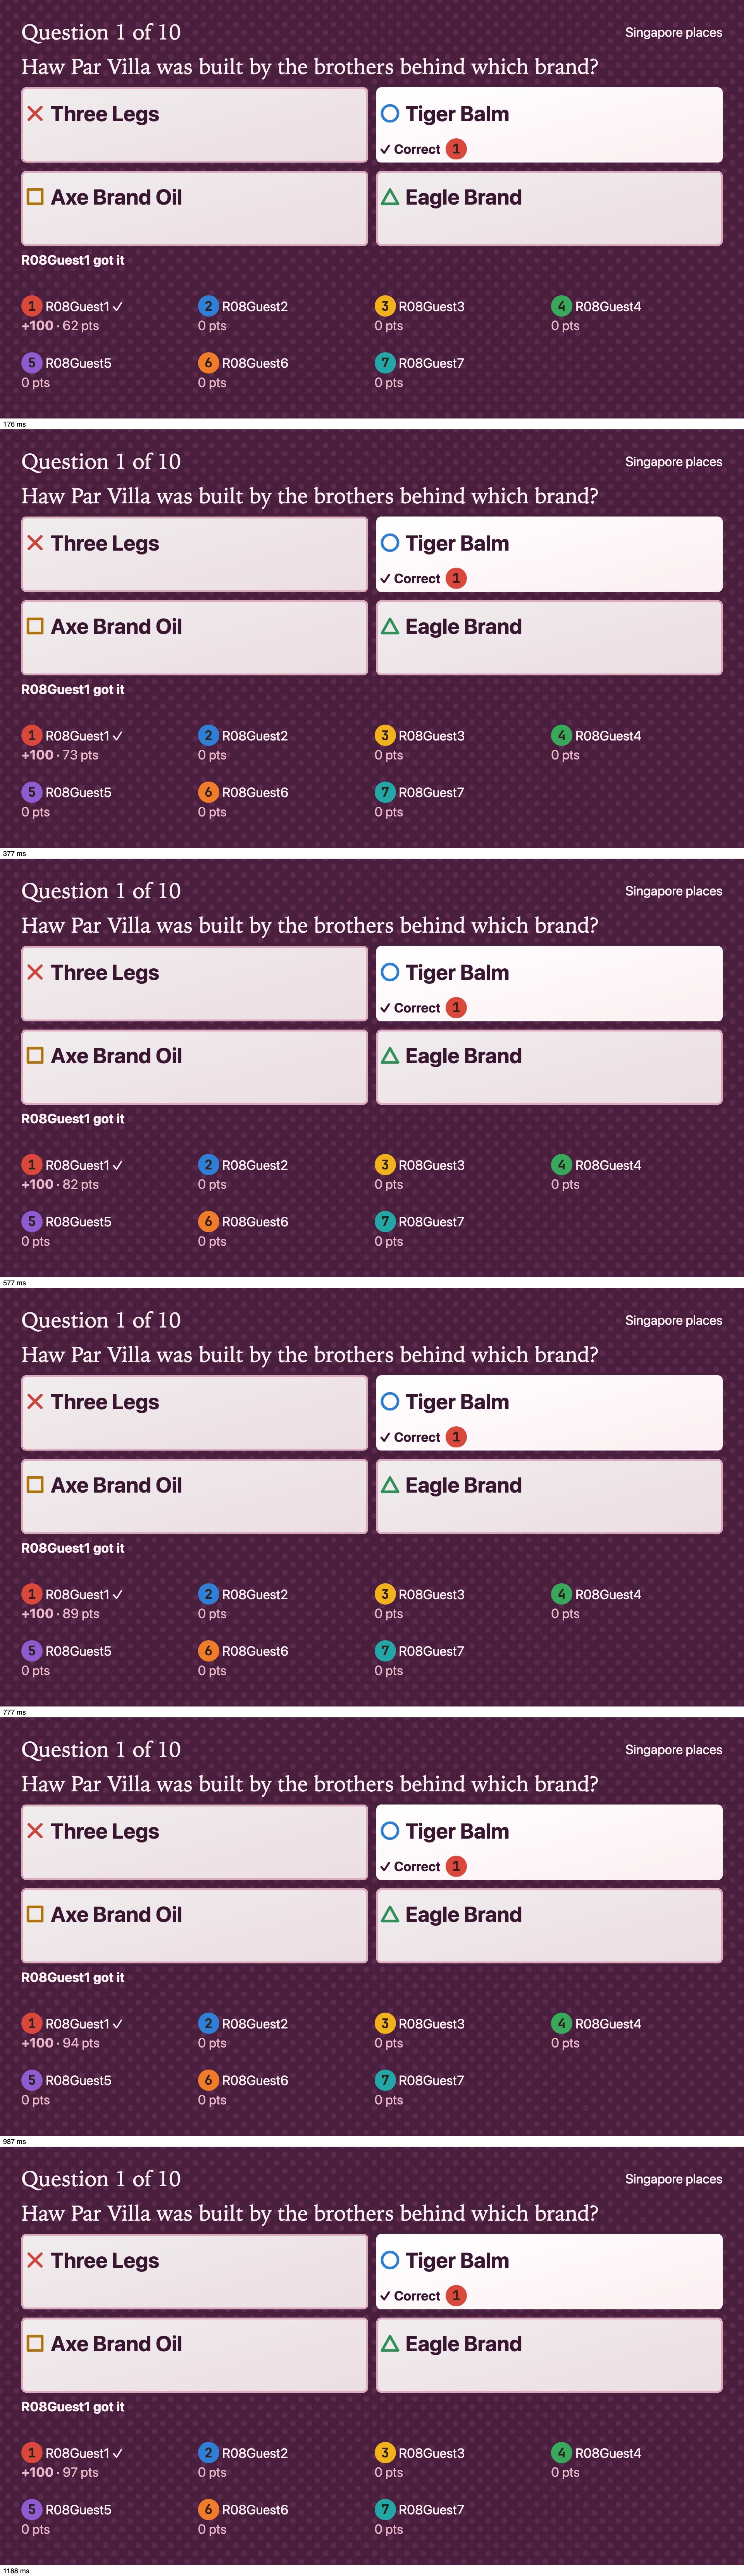 Question 1 of 10
Singapore places
Haw Par Villa was built by the brothers behind which brand?
Three Legs
Tiger Balm
✓ Correct 1
Axe Brand Oil
Eagle Brand
R08Guest1 got it
1 R08Guest1 ✓
2 R08Guest2
3 R08Guest3
4 R08Guest4
+100 · 62 pts
0 pts
0 pts
0 pts
5 R08Guest5
6 R08Guest6
7 R08Guest7
0 pts
0 pts
0 pts
176 ms
Question 1 of 10
Singapore places
Haw Par Villa was built by the brothers behind which brand?
Three Legs
Tiger Balm
✓ Correct 1
Axe Brand Oil
Eagle Brand
R08Guest1 got it
1 R08Guest1 ✓
2 R08Guest2
3 R08Guest3
4 R08Guest4
+100 · 73 pts
0 pts
0 pts
0 pts
5 R08Guest5
6 R08Guest6
7 R08Guest7
0 pts
0 pts
0 pts
377 ms
Question 1 of 10
Singapore places
Haw Par Villa was built by the brothers behind which brand?
Three Legs
Tiger Balm
✓ Correct 1
Axe Brand Oil
Eagle Brand
R08Guest1 got it
1 R08Guest1 ✓
2 R08Guest2
3 R08Guest3
4 R08Guest4
+100 · 82 pts
0 pts
0 pts
0 pts
5 R08Guest5
6 R08Guest6
7 R08Guest7
0 pts
0 pts
0 pts
577 ms
Question 1 of 10
Singapore places
Haw Par Villa was built by the brothers behind which brand?
Three Legs
Tiger Balm
✓ Correct 1
Axe Brand Oil
Eagle Brand
R08Guest1 got it
1 R08Guest1 ✓
2 R08Guest2
3 R08Guest3
4 R08Guest4
+100 · 89 pts
0 pts
0 pts
0 pts
5 R08Guest5
6 R08Guest6
7 R08Guest7
0 pts
0 pts
0 pts
777 ms
Question 1 of 10
Singapore places
Haw Par Villa was built by the brothers behind which brand?
Three Legs
Tiger Balm
✓ Correct 1
Axe Brand Oil
Eagle Brand
R08Guest1 got it
1 R08Guest1 ✓
2 R08Guest2
3 R08Guest3
4 R08Guest4
+100 · 94 pts
0 pts
0 pts
0 pts
5 R08Guest5
6 R08Guest6
7 R08Guest7
0 pts
0 pts
0 pts
987 ms
Question 1 of 10
Singapore places
Haw Par Villa was built by the brothers behind which brand?
Three Legs
Tiger Balm
✓ Correct 1
Axe Brand Oil
Eagle Brand
R08Guest1 got it
1 R08Guest1 ✓
2 R08Guest2
3 R08Guest3
4 R08Guest4
+100 · 97 pts
0 pts
0 pts
0 pts
5 R08Guest5
6 R08Guest6
7 R08Guest7
0 pts
0 pts
0 pts
1188 ms